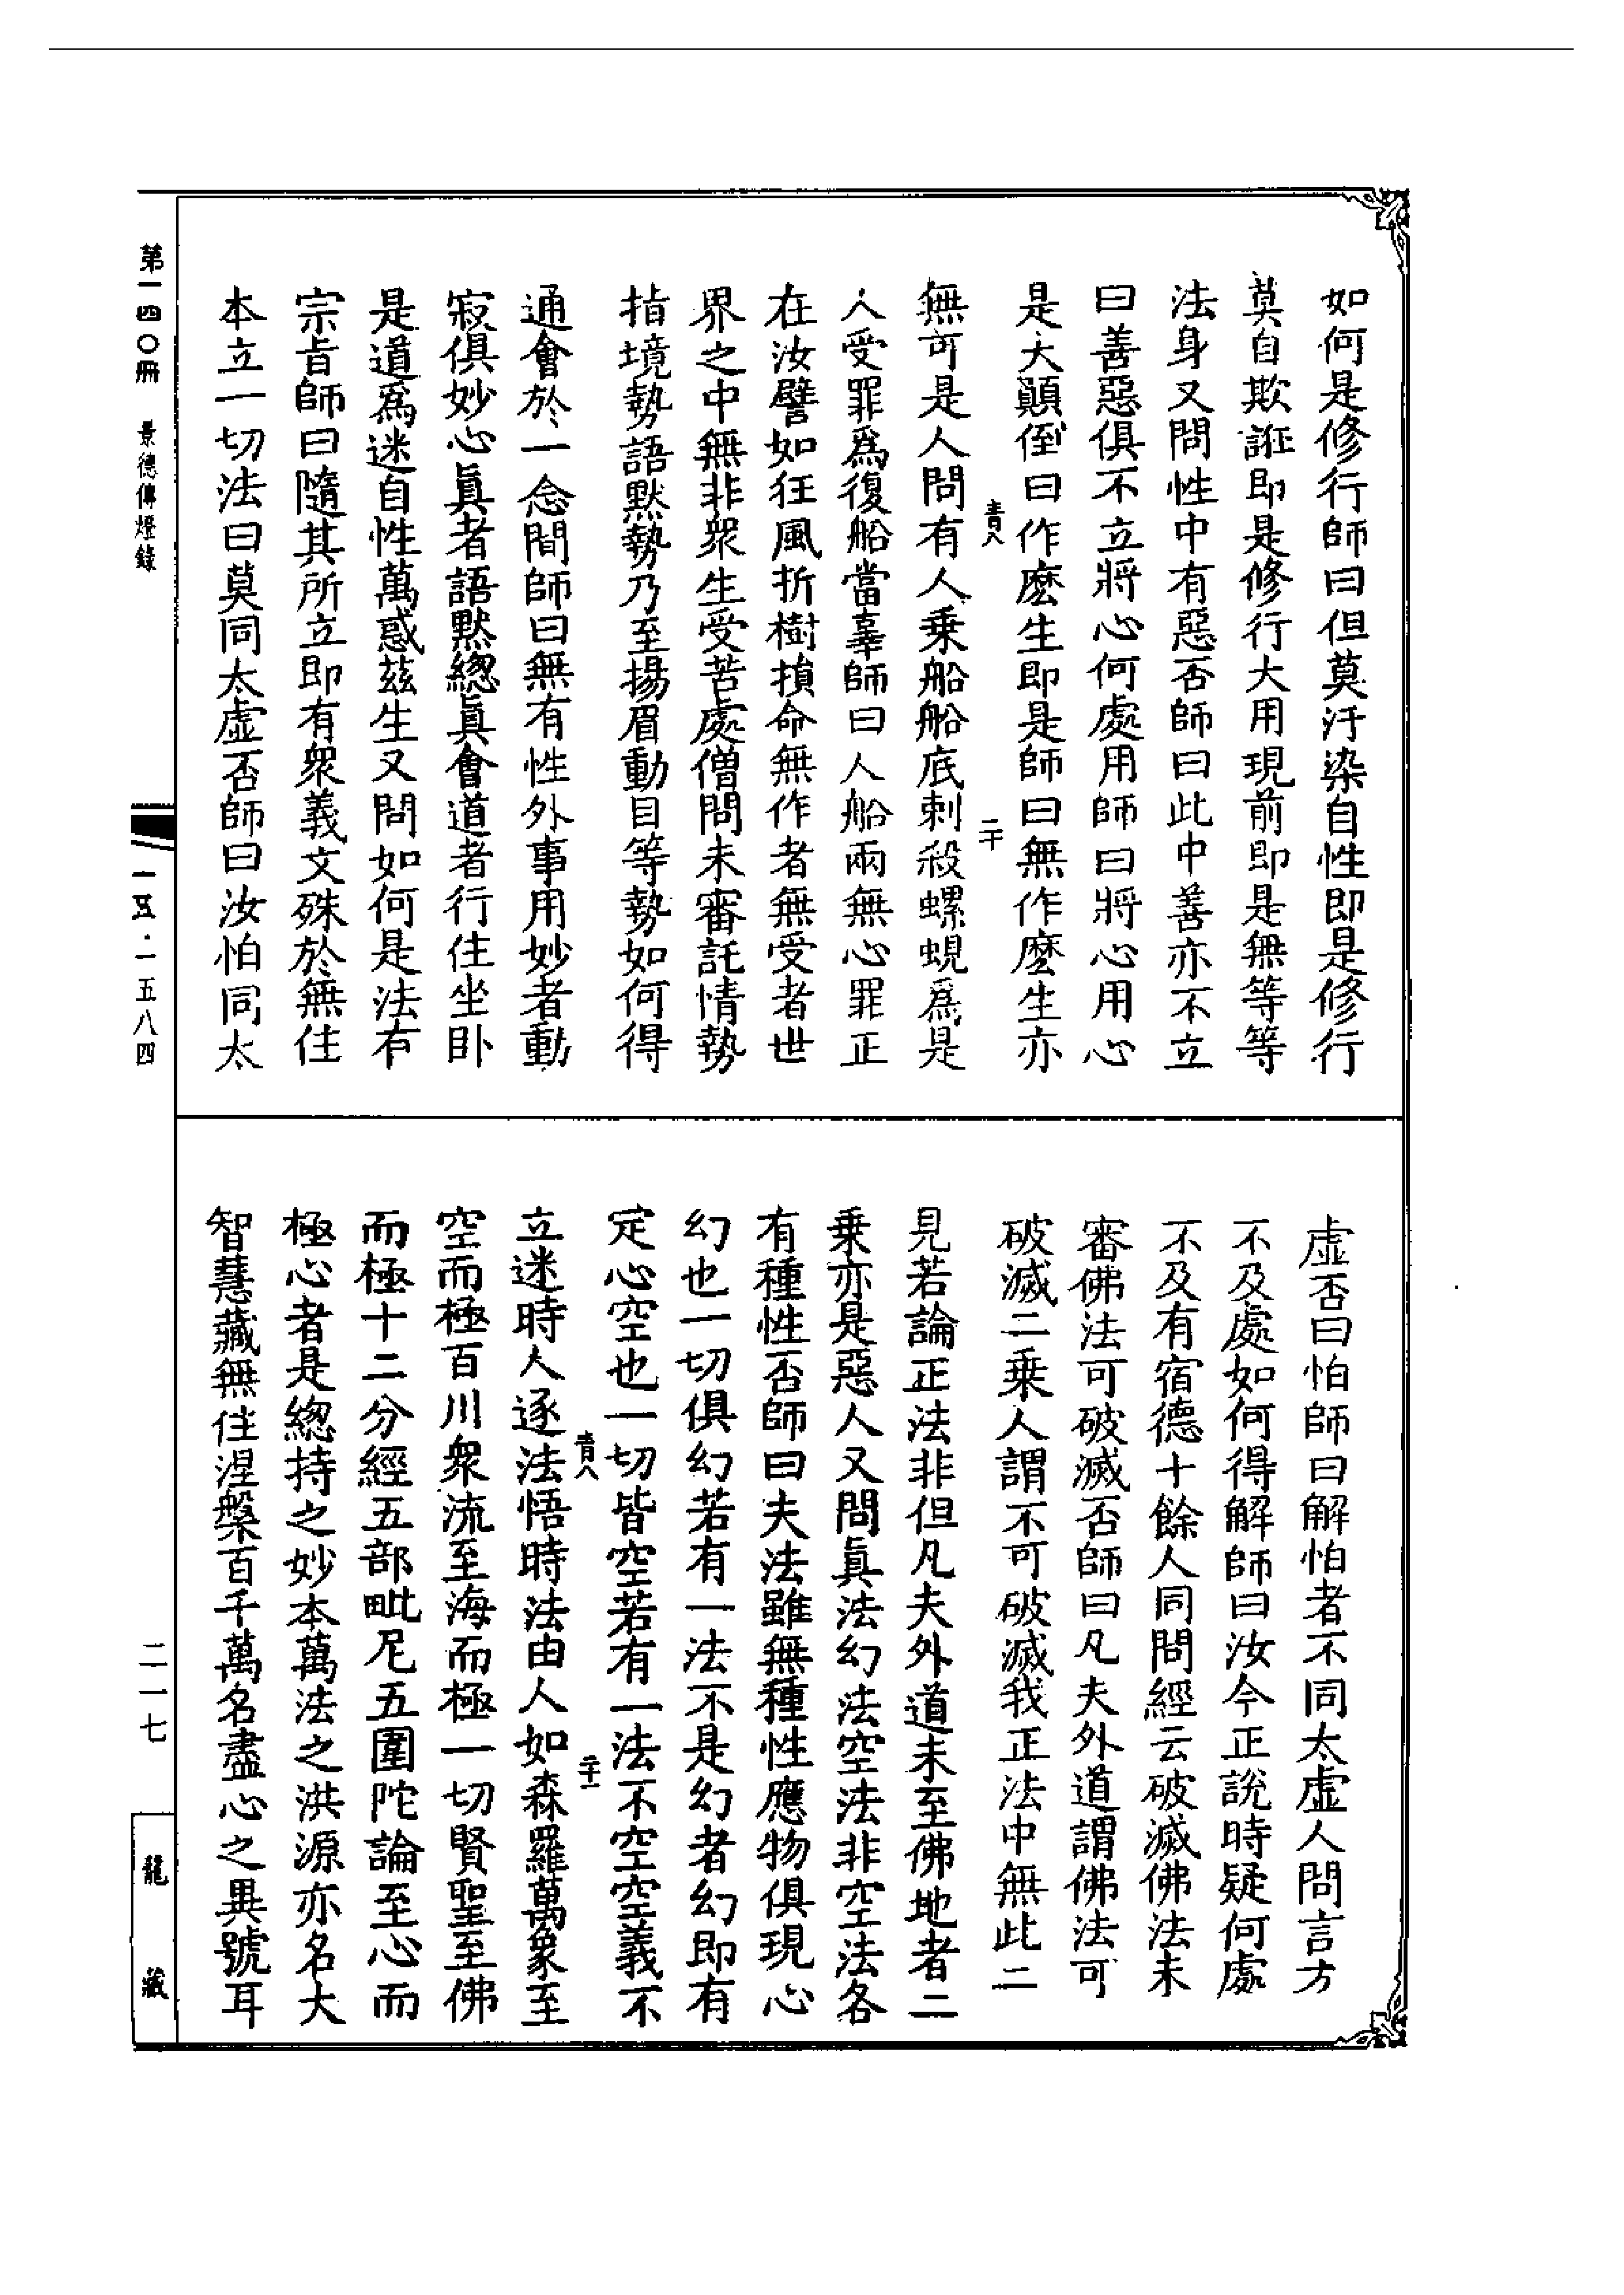 如何是修行師曰但莫汙染自性即是修行
莫自欺誑即是修行大用現前即是無等等
法身又問性中有惡否師曰此中善亦不立
曰善惡俱不立將心何處用師曰將心用心
是大顛倒曰作麽生即是師曰無作麽生亦
青八
二十
無可是人問有人乗船船底刺殺螺蜆爲是
人受罪爲復船當辜師曰人船兩無心罪正
在汝譬如狂風折樹損命無作者無受者世
界之中無非衆生受苦處僧問未審託情勢
指境勢語黙勢乃至揚眉動目等勢如何得
通會於一念間師曰無有性外事用妙者動
寂俱妙心真者語黙緫真會道者行住坐卧
是道爲迷自性萬惑茲生又問如何是法有
宗旨師曰隨其所立即有衆義文殊於無住
本立一切法曰莫同太虚否師曰汝怕同太
虚否曰怕師曰解怕者不同太虚人問言方
不及處如何得解師曰汝今正說時疑何處
不及有宿德十餘人同問經云破滅佛法未
審佛法可破滅否師曰凡夫外道謂佛法可
破滅二乗人謂不可破滅我正法中無此二
見若論正法非但凡夫外道未至佛地者二
乗亦是惡人又問真法幻法空法非空法各
有種性否師曰夫法雖無種性應物俱現心
幻也一切俱幻若有一法不是幻者幻即有
定心空也一切皆空若有一法不空空義不
青八
二十一
立迷時人逐法悟時法由人如森羅萬象至
空而極百川衆流至海而極一切賢聖至佛
而極十二分經五部毗尼五圍陀論至心而
極心者是緫持之妙本萬法之洪源亦名大
智慧藏無住涅槃百千萬名盡心之異號耳
第一四〇冊 景德傳燈錄
一五五·一五八四
二一七
龍藏